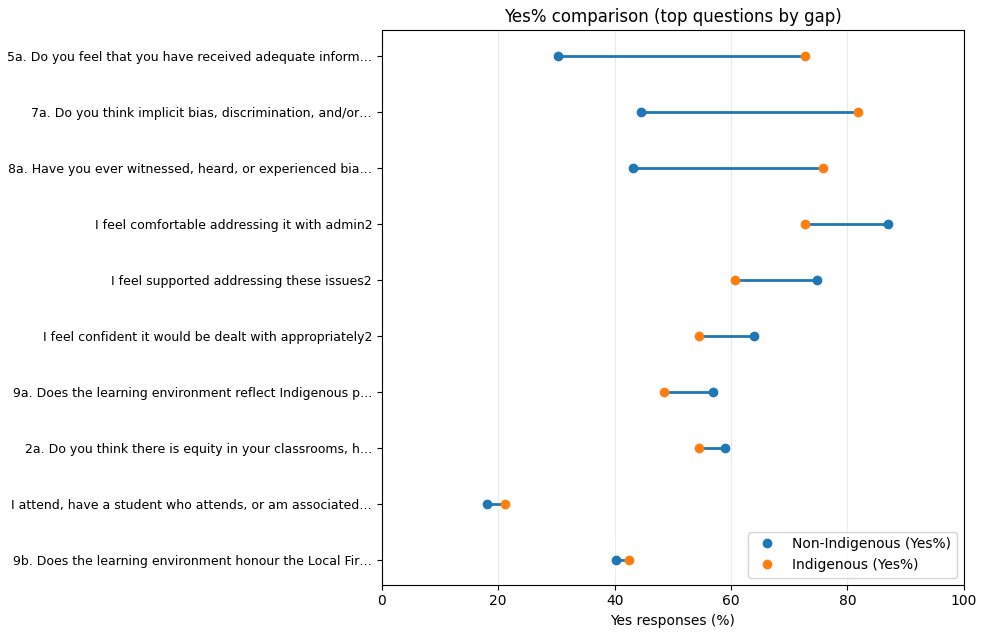 Yes% comparison (top questions by gap)
5a. Do you feel that you have received adequate inform...
7a. Do you think implicit bias, discrimination, and/or...
8a. Have you ever witnessed, heard, or experienced bia...
I feel comfortable addressing it with admin2
I feel supported addressing these issues2
I feel confident it would be dealt with appropriately2
9a. Does the learning environment reflect Indigenous p...
2a. Do you think there is equity in your classrooms, h...
I attend, have a student who attends, or am associated...
9b. Does the learning environment honour the Local Fir...
Non-Indigenous (Yes%)
Indigenous (Yes%)
0 20 40 60 80 100
Yes responses (%)